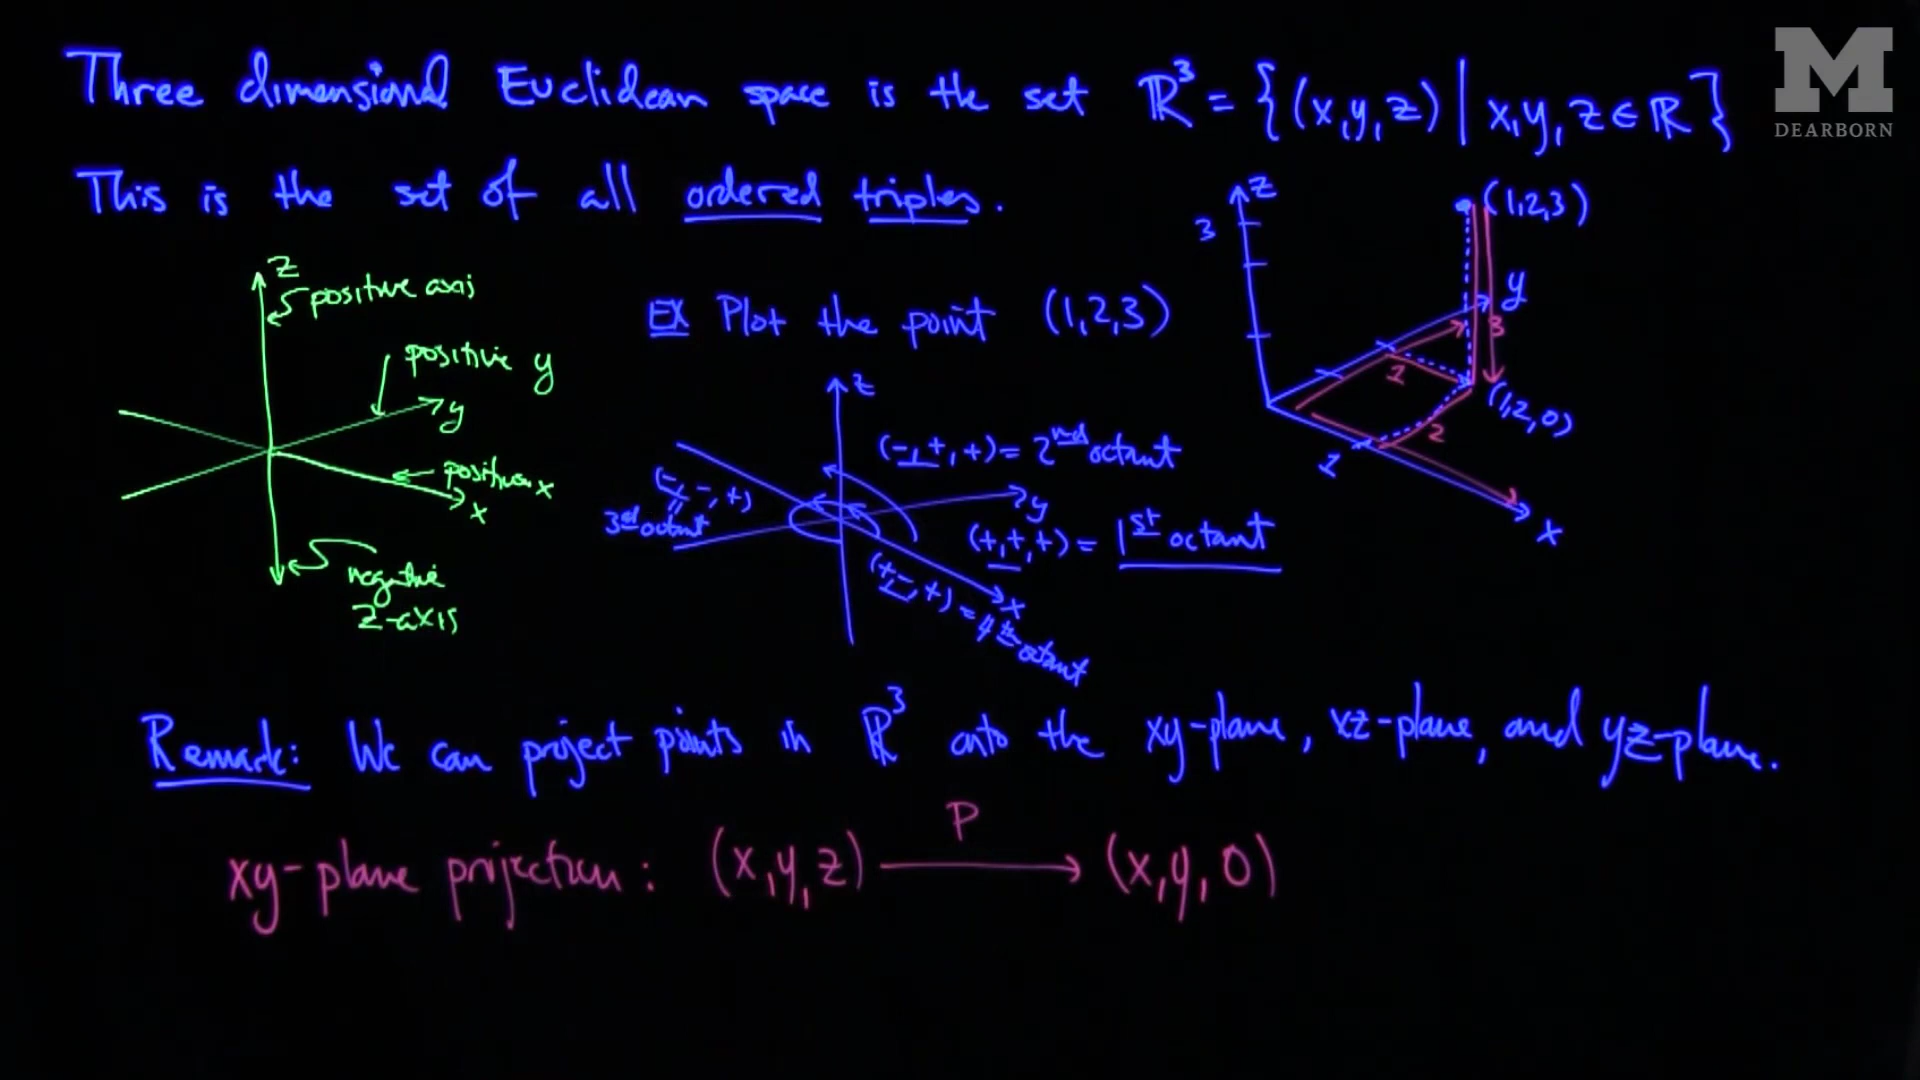 Three dimensional Euclidean space is the set ℝ³ = {(x,y,z) | x,y,z ∈ ℝ}
M
DEARBORN
This is the set of all ordered triples.
z
positive axis
positive y
y
positive x
x
negative
z-axis
EX Plot the point (1,2,3)
z
(-,+,+) = 2nd octant
(-,-,+)
=
3rd octant
y
(+,+,+) = 1st octant
x
(+,-,+) = 4th octant
z
3
(1,2,3)
y
3
1
(1,2,0)
2
1
x
Remark: We can project points in ℝ³ onto the xy-plane, xz-plane, and yz-plane.
P
xy-plane projection: (x,y,z) ⟶ (x,y,0)